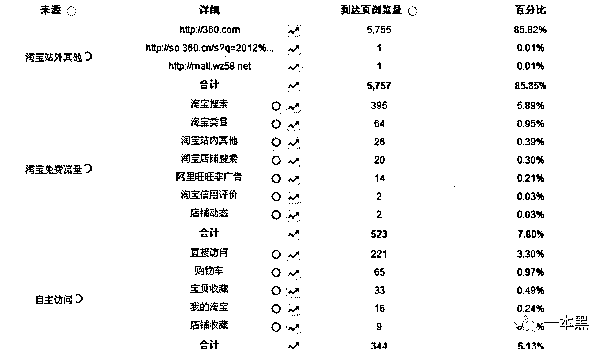 来源 详细 到达页浏览量 百分比
http://360.com 5,755 85.82%
http://so.360.cn/s?q=2012%... 1 0.01%
淘宝站外其他
http://mall.wz58.net 1 0.01%
合计 5,757 85.85%
淘宝搜索 395 5.89%
淘宝类目 64 0.95%
淘宝站内其他 26 0.39%
淘宝店铺搜索 20 0.30%
淘宝免费流量
阿里旺旺非广告 14 0.21%
淘宝信用评价 2 0.03%
店铺动态 2 0.03%
合计 523 7.80%
直接访问 221 3.30%
购物车 65 0.97%
宝贝收藏 33 0.49%
自主访问
我的淘宝 16 0.24%
店铺收藏 9
一本黑
合计 344 5.13%